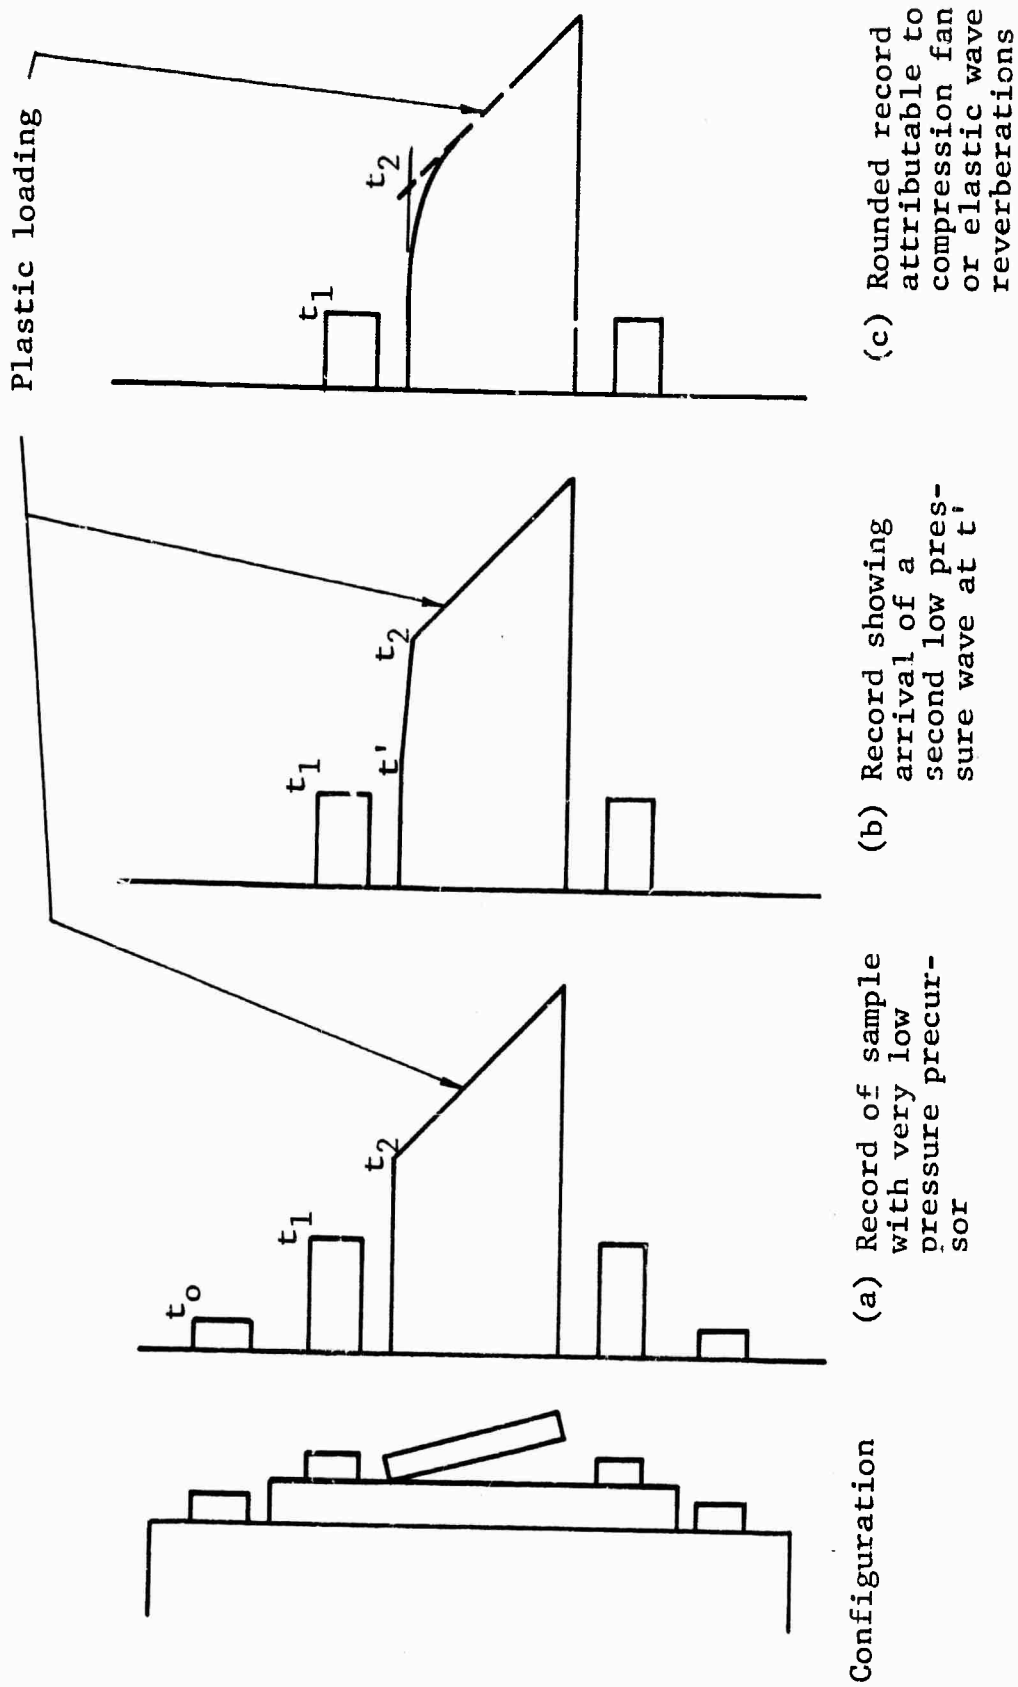 Plastic loading
t0
t1
t2
t1
t'
t2
t1
t2
Configuration
(a) Record of sample
with very low
pressure precur-
sor
(b) Record showing
arrival of a
second low pres-
sure wave at t'
(c) Rounded record
attributable to
compression fan
or elastic wave
reverberations